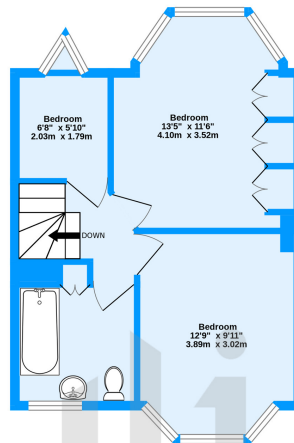 Bedroom
6'8" x 5'10"
2.03m x 1.79m
Bedroom
13'5" x 11'6"
4.10m x 3.52m
DOWN
Bedroom
12'9" x 9'11"
3.89m x 3.02m